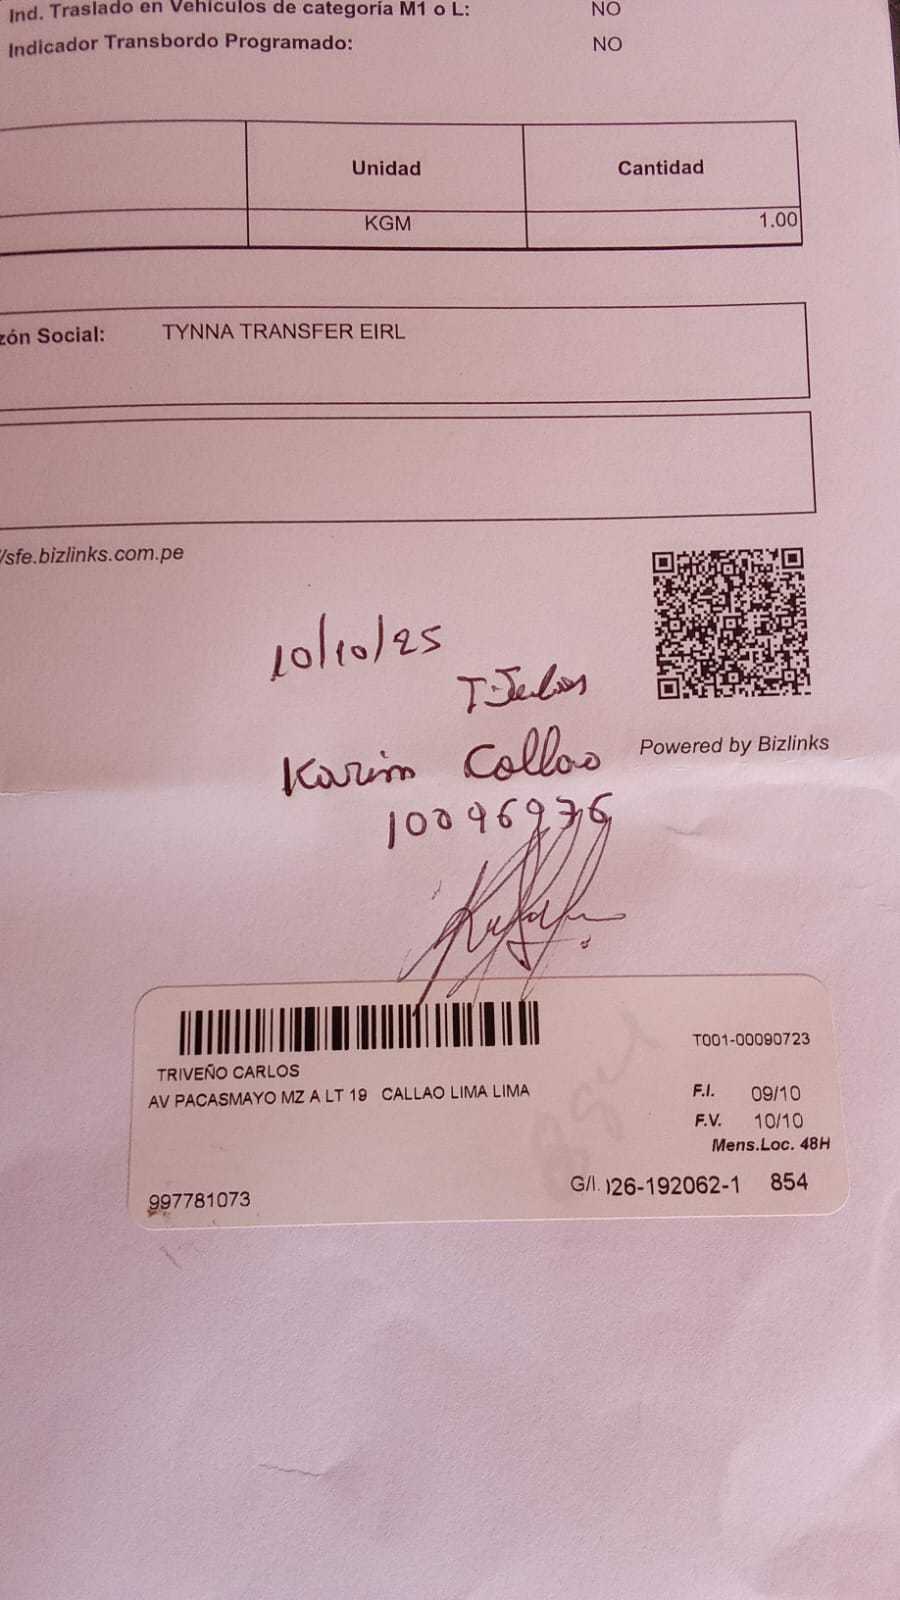 Ind. Traslado en Vehículos de categoría M1 o L: NO
Indicador Transbordo Programado: NO
Unidad Cantidad
KGM 1.00
zón Social: TYNNA TRANSFER EIRL
/sfe.bizlinks.com.pe
10/10/25
Karim Collao
Powered by Bizlinks
10096976
T001-00090723
TRIVEÑO CARLOS
AV PACASMAYO MZ A LT 19 CALLAO LIMA LIMA
F.I. 09/10
F.V. 10/10
Mens.Loc. 48H
G/I. 026-192062-1 854
997781073